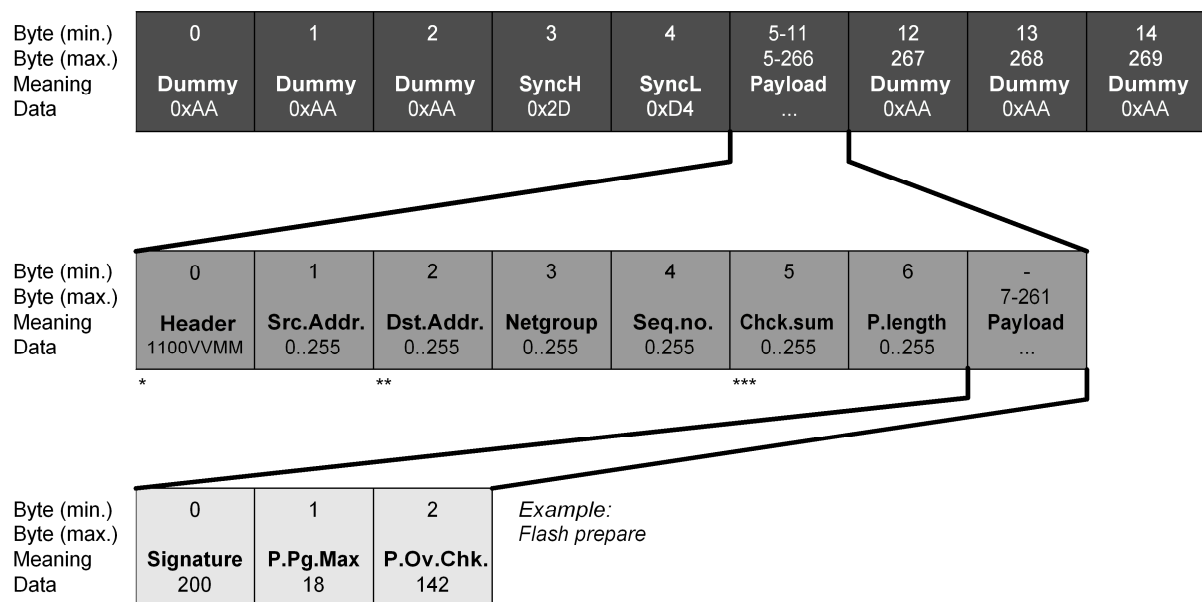 Byte (min.) 0 1 2 3 4 5-11 12 13 14
Byte (max.) 5-266 267 268 269
Meaning Dummy Dummy Dummy SyncH SyncL Payload Dummy Dummy Dummy
Data 0xAA 0xAA 0xAA 0x2D 0xD4 ... 0xAA 0xAA 0xAA
Byte (min.) 0 1 2 3 4 5 6 -
Byte (max.) 7-261
Meaning Header Src.Addr. Dst.Addr. Netgroup Seq.no. Chck.sum P.length Payload
Data 1100VVMM 0..255 0..255 0..255 0.255 0..255 0..255 ...
* ** ***
Byte (min.) 0 1 2 Example:
Byte (max.) Flash prepare
Meaning Signature P.Pg.Max P.Ov.Chk.
Data 200 18 142